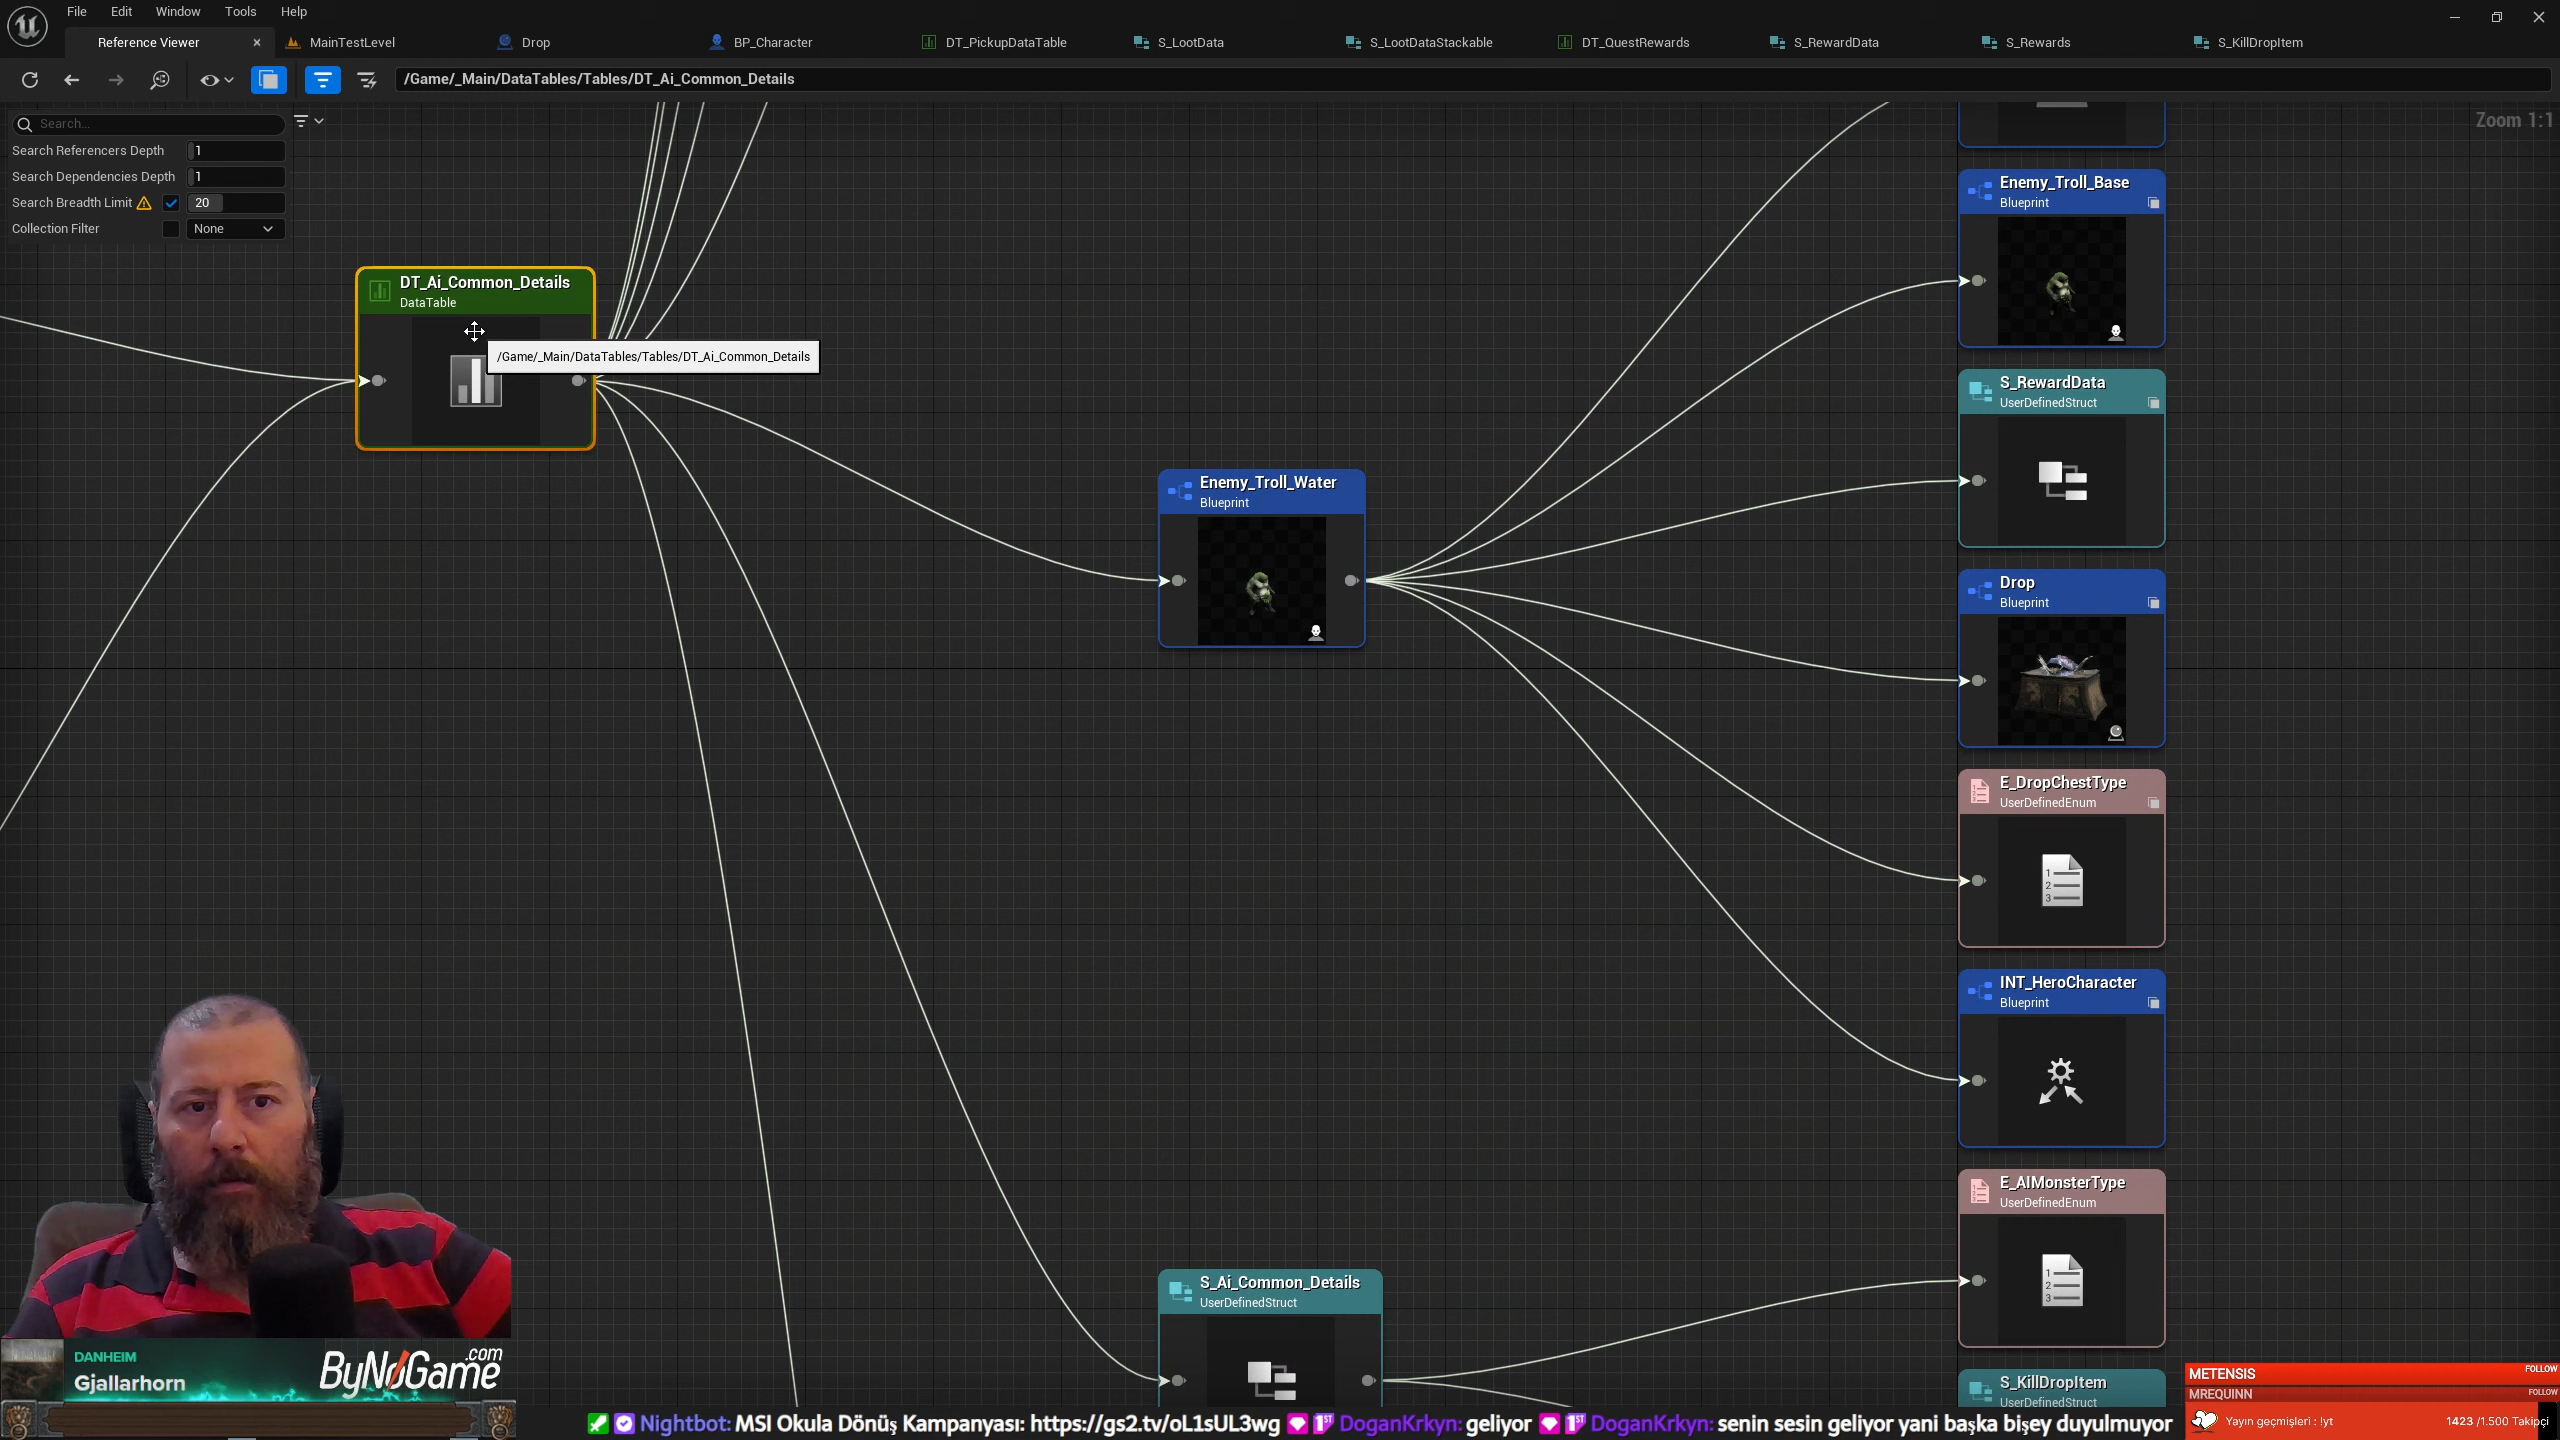 File Edit Window Tools Help
Reference Viewer MainTestLevel Drop BP_Character DT_PickupDataTable S_LootData S_LootDataStackable DT_QuestRewards S_RewardData S_Rewards S_KillDropItem
/Game/_Main/DataTables/Tables/DT_Ai_Common_Details
Search...
Zoom 1:1
Search Referencers Depth 1
Search Dependencies Depth 1
Search Breadth Limit 20
Collection Filter None
DT_Ai_Common_Details
DataTable
/Game/_Main/DataTables/Tables/DT_Ai_Common_Details
Enemy_Troll_Water
Blueprint
S_Ai_Common_Details
UserDefinedStruct
Enemy_Troll_Base
Blueprint
S_RewardData
UserDefinedStruct
Drop
Blueprint
E_DropChestType
UserDefinedEnum
INT_HeroCharacter
Blueprint
E_AIMonsterType
UserDefinedEnum
S_KillDropItem
UserDefinedStruct
DANHEIM
Gjallarhorn
ByNoGame.com
METENSIS FOLLOW
MREQUINN FOLLOW
Yayın geçmişleri : !yt 1423 /1.500 Takipçi
Nightbot: MSI Okula Dönüş Kampanyası: https://gs2.tv/oL1sUL3wg 1ST DoganKrkyn: geliyor 1ST DoganKrkyn: senin sesin geliyor yani başka bişey duyulmuyor